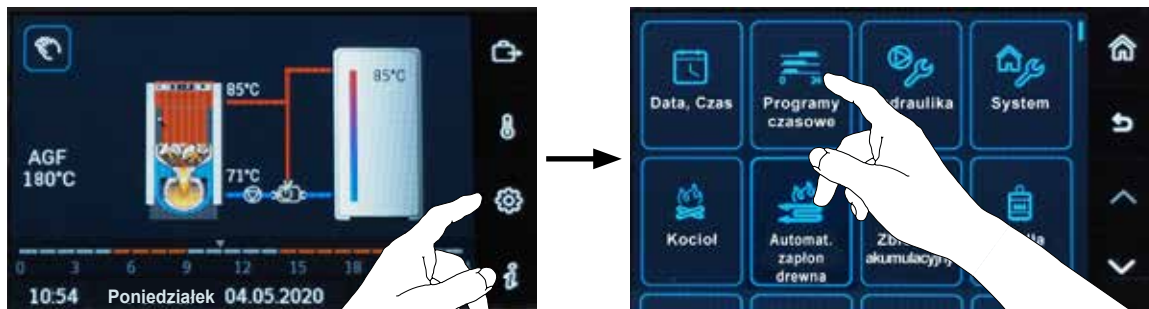 85°C
85°C
AGF
180°C
71°C
0 3 6 9 12 15 18
10:54 Poniedziałek 04.05.2020
Data, Czas
Programy
czasowe
System
Kocioł
Automat.
zapłon
drewna
akumulacyjny